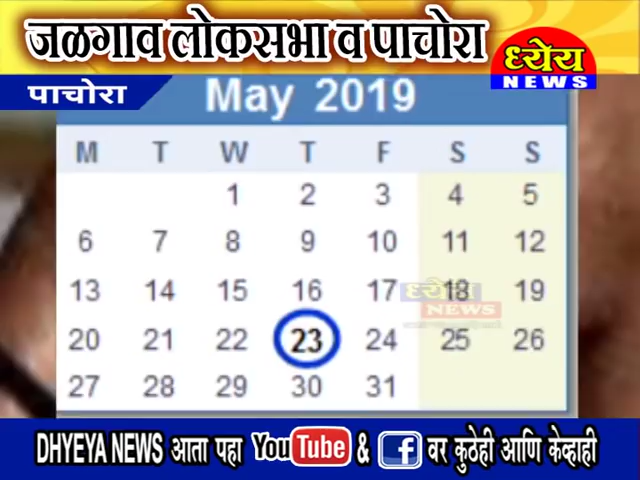 जळगाव लोकसभा व पाचोरा
ध्येय
NEWS
पाचोरा
May 2019
M T W T F S S
1 2 3 4 5
6 7 8 9 10 11 12
13 14 15 16 17 18 19
ध्येय
NEWS
20 21 22 23 24 25 26
27 28 29 30 31
DHYEYA NEWS आता पहा YouTube & f वर कुठेही आणि केव्हाही